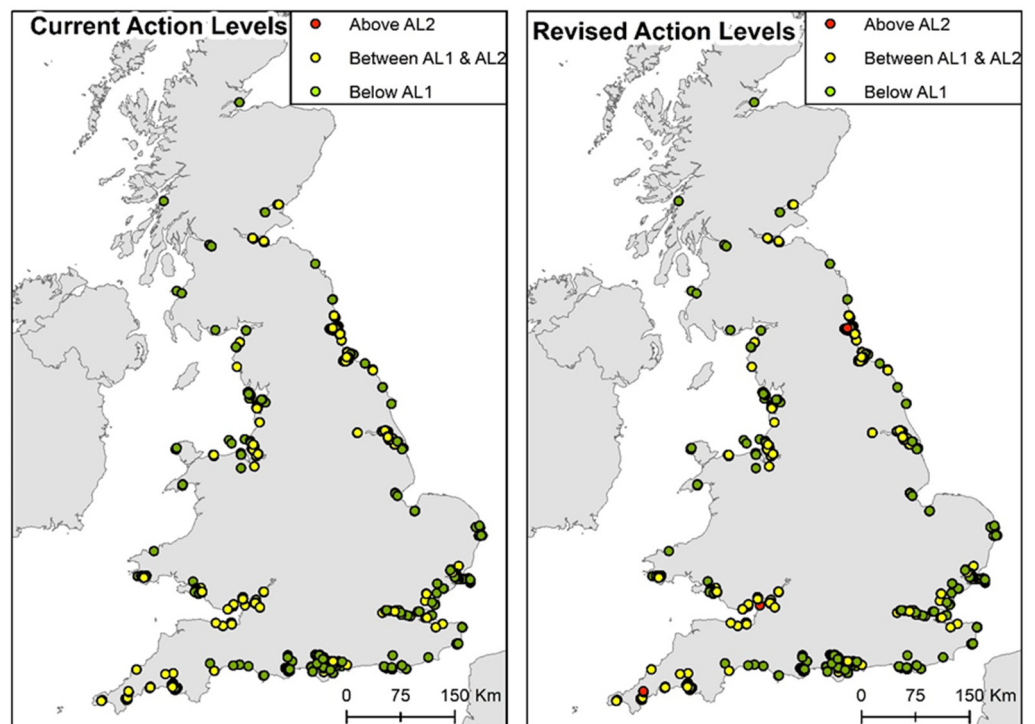 Current Action Levels
Above AL2
Between AL1 & AL2
Below AL1
0 75 150 Km
Revised Action Levels
Above AL2
Between AL1 & AL2
Below AL1
0 75 150 Km